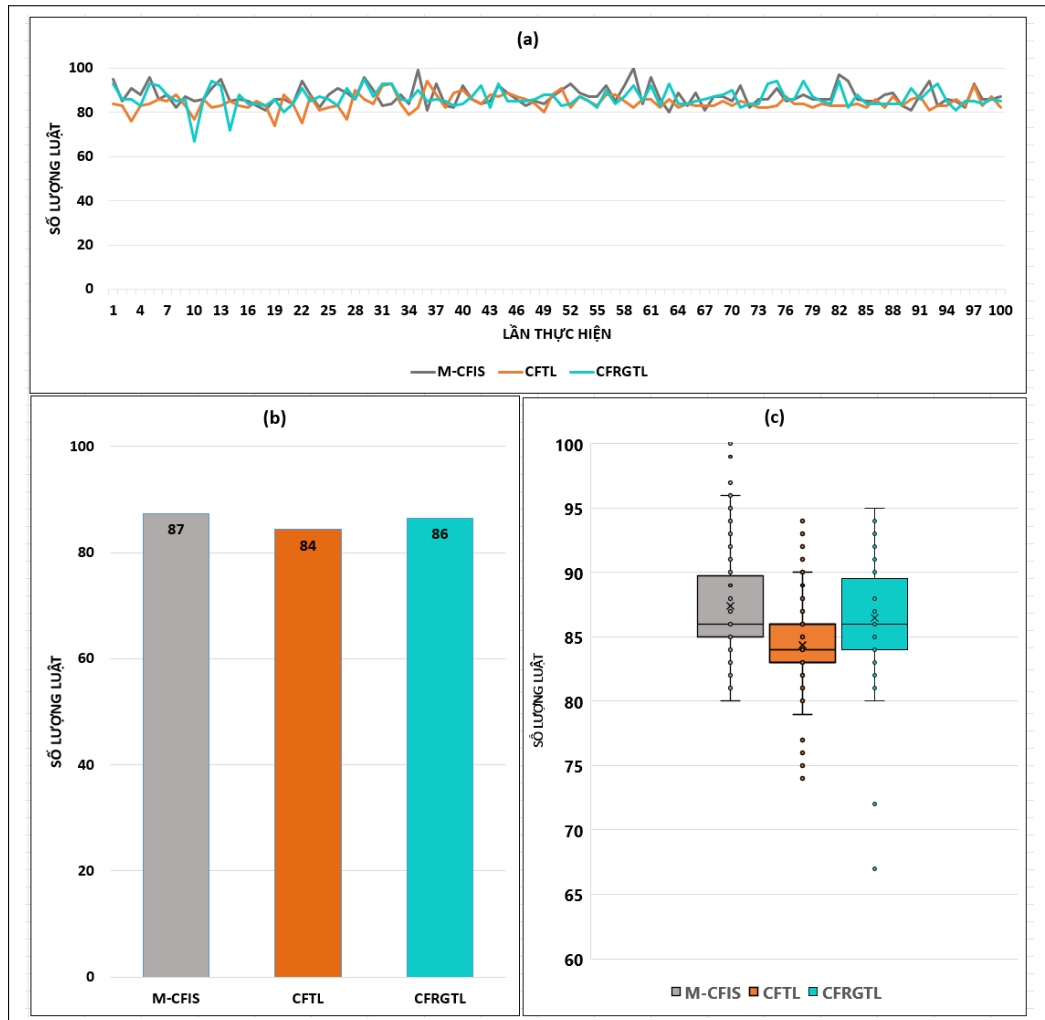 (a)
100
80
60
40
20
0
SỐ LƯỢNG LUẬT
1 4 7 10 13 16 19 22 25 28 31 34 37 40 43 46 49 52 55 58 61 64 67 70 73 76 79 82 85 88 91 94 97 100
LẦN THỰC HIỆN
M-CFIS CFTL CFRGTL
(b)
100
80
60
40
20
0
SỐ LƯỢNG LUẬT
87
84
86
M-CFIS CFTL CFRGTL
(c)
100
95
90
85
80
75
70
65
60
SỐ LƯỢNG LUẬT
M-CFIS CFTL CFRGTL